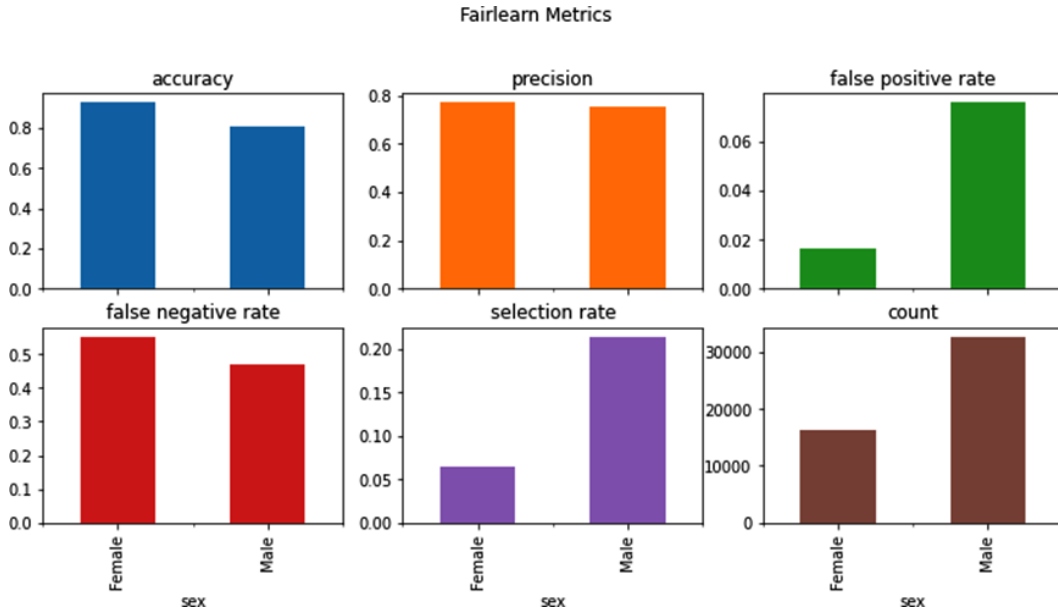 Fairlearn Metrics
accuracy
0.8
0.6
0.4
0.2
0.0
precision
0.8
0.6
0.4
0.2
0.0
false positive rate
0.06
0.04
0.02
0.00
false negative rate
0.5
0.4
0.3
0.2
0.1
0.0
Female
Male
sex
selection rate
0.20
0.15
0.10
0.05
0.00
Female
Male
sex
count
30000
20000
10000
0
Female
Male
sex